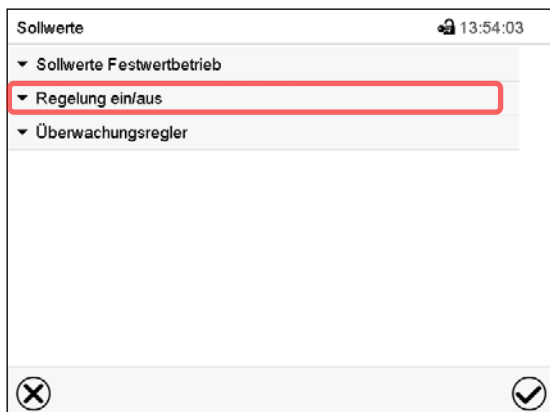 Sollwerte 13:54:03
Sollwerte Festwertbetrieb
Regelung ein/aus
Überwachungsregler